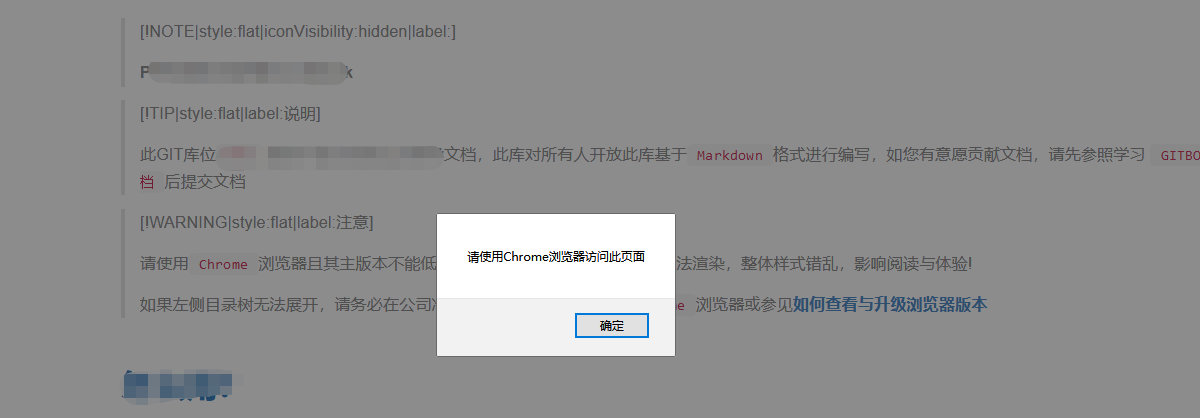 [!NOTE|style:flat|iconVisibility:hidden|label:]
[!TIP|style:flat|label:说明]
此GIT库位 文档，此库对所有人开放此库基于 Markdown 格式进行编写，如您有意愿贡献文档，请先参照学习 GITBO
档 后提交文档
[!WARNING|style:flat|label:注意]
请使用 Chrome 浏览器且其主版本不能低 法渲染，整体样式错乱，影响阅读与体验!
如果左侧目录树无法展开，请务必在公司 浏览器或参见如何查看与升级浏览器版本
请使用Chrome浏览器访问此页面
确定